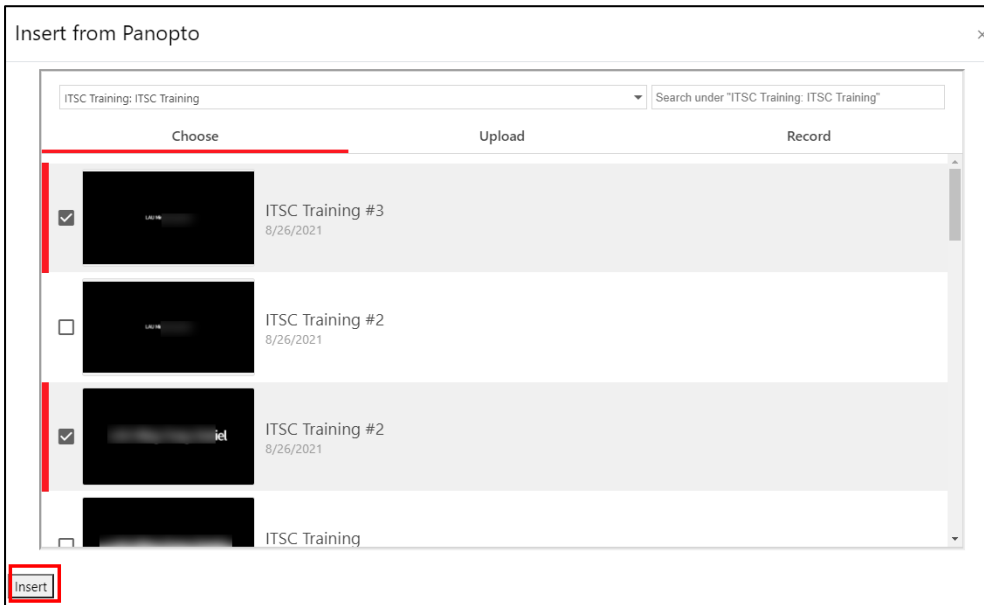 Insert from Panopto
ITSC Training: ITSC Training
Search under "ITSC Training: ITSC Training"
Choose
Upload
Record
ITSC Training #3
8/26/2021
ITSC Training #2
8/26/2021
ITSC Training #2
8/26/2021
ITSC Training
Insert